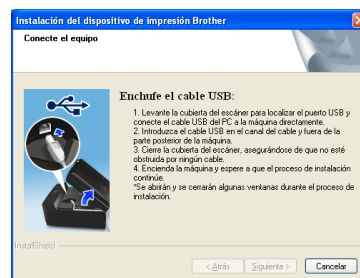 Instalación del dispositivo de impresión Brother
Conecte el equipo
Enchufe el cable USB:
1. Levante la cubierta del escáner para localizar el puerto USB y
conecte el cable USB del PC a la máquina directamente.
2. Introduzca el cable USB en el canal del cable y fuera de la
parte posterior de la máquina.
3. Cierre la cubierta del escáner, asegurándose de que no esté
obstruida por ningún cable.
4. Encienda la máquina y espere a que el proceso de instalación
continúe.
*Se abrirán y se cerrarán algunas ventanas durante el proceso de
instalación.
InstallShield
< Atrás
Siguiente >
Cancelar